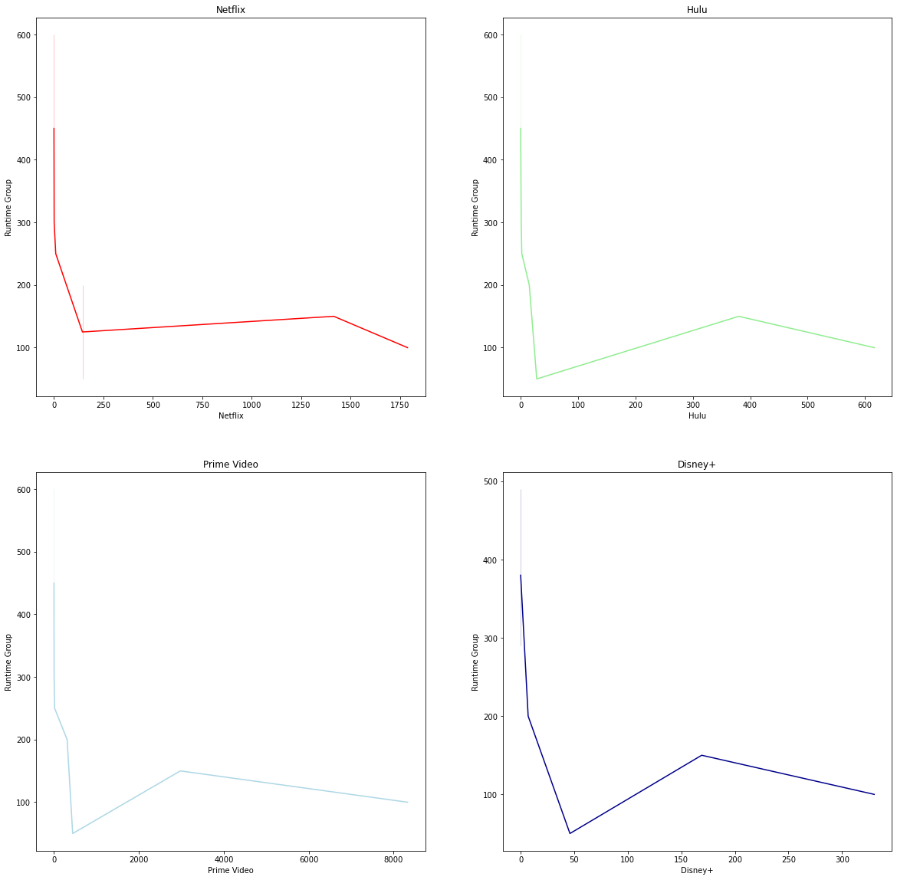 Netflix
600
500
400
300
200
100
Runtime Group
0 250 500 750 1000 1250 1500 1750
Netflix
Hulu
600
500
400
300
200
100
Runtime Group
0 100 200 300 400 500 600
Hulu
Prime Video
600
500
400
300
200
100
Runtime Group
0 2000 4000 6000 8000
Prime Video
Disney+
500
400
300
200
100
Runtime Group
0 50 100 150 200 250 300
Disney+